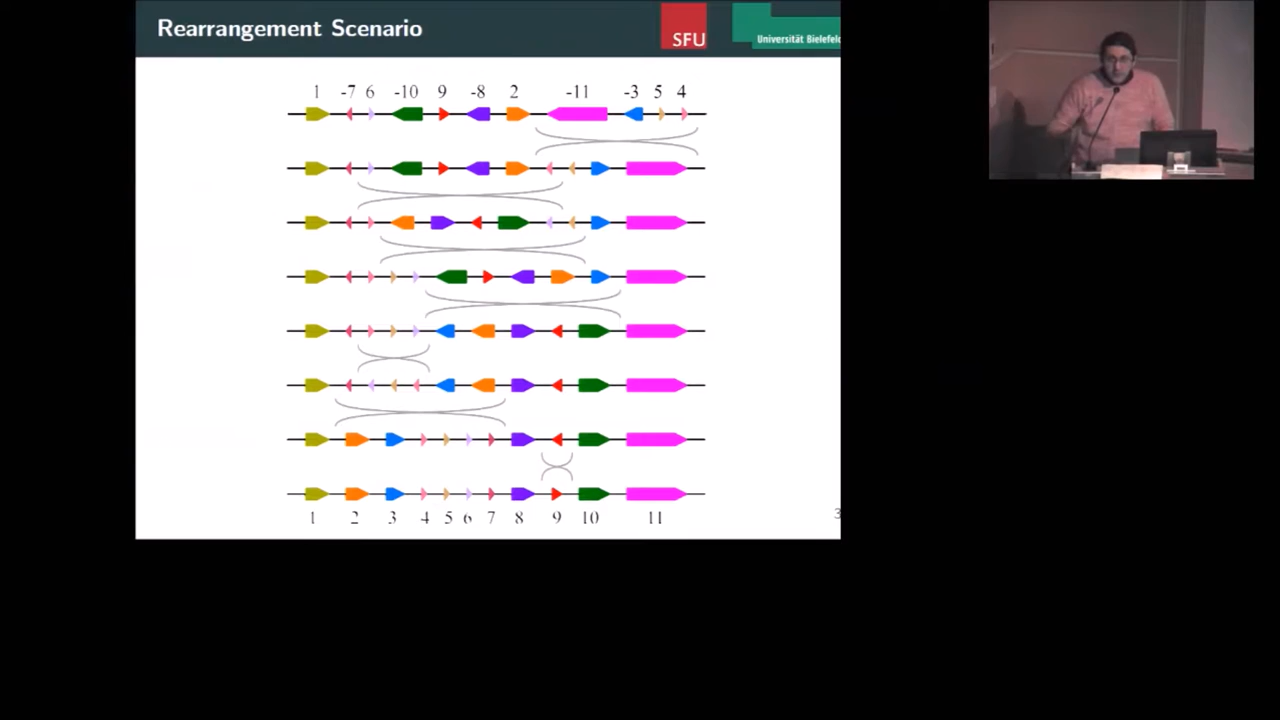 Rearrangement Scenario
SFU
Universität Bielefeld
1 -7 6 -10 9 -8 2 -11 -3 5 4
1 2 3 4 5 6 7 8 9 10 11
3